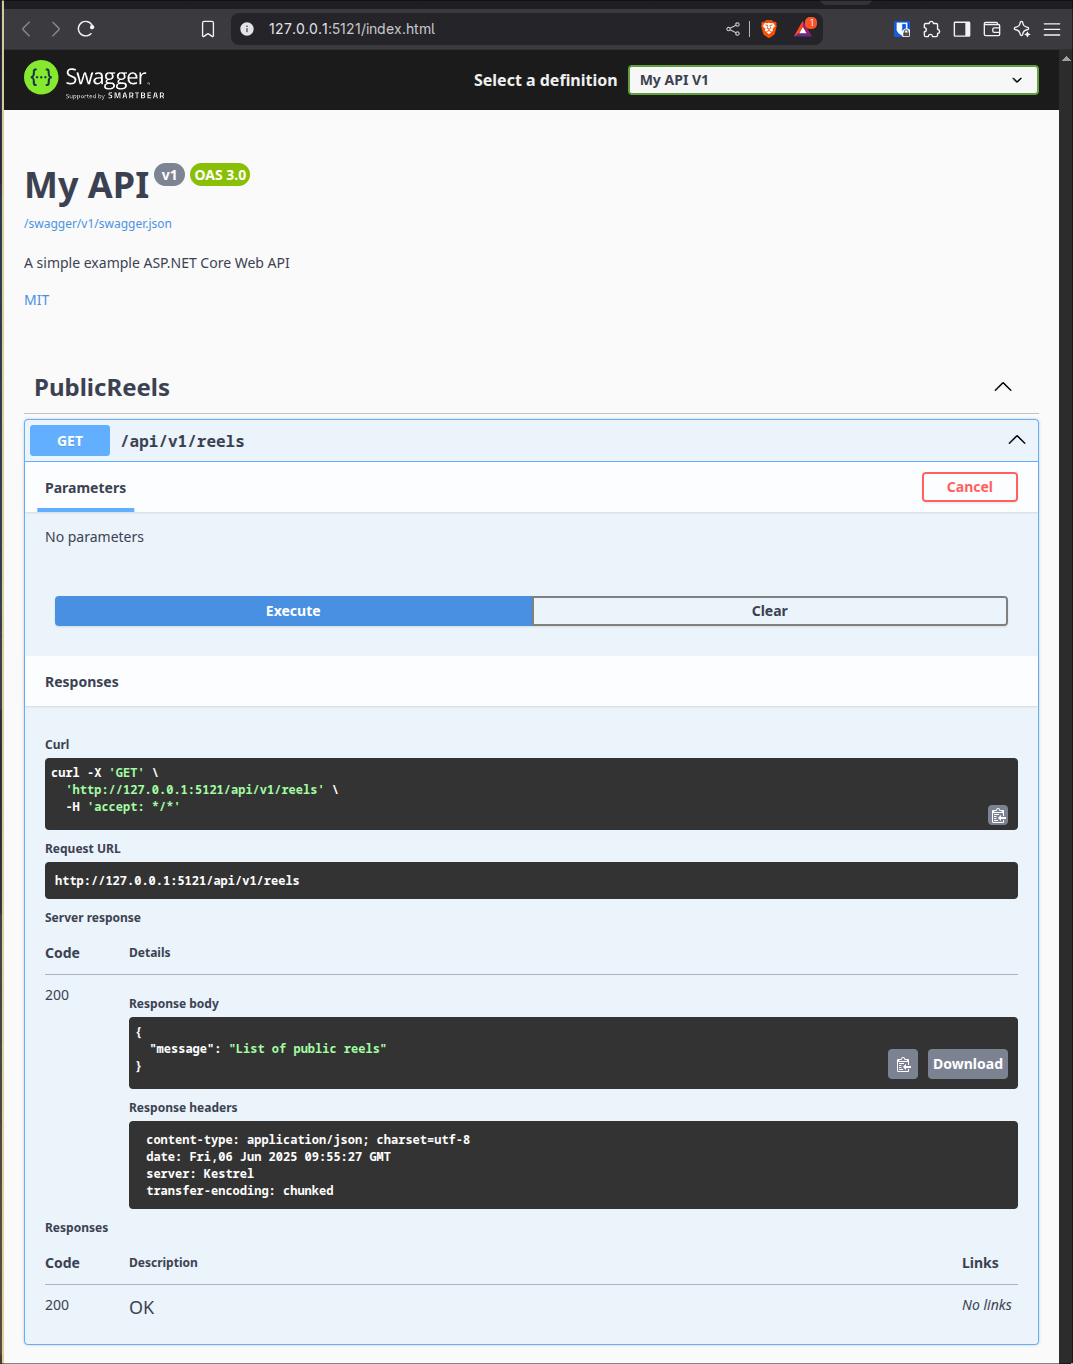 127.0.0.1:5121/index.html
1
Swagger
Supported by SMARTBEAR
Select a definition
My API V1
My API v1 OAS 3.0
/swagger/v1/swagger.json
A simple example ASP.NET Core Web API
MIT
PublicReels
GET /api/v1/reels
Parameters
Cancel
No parameters
Execute
Clear
Responses
Curl
curl -X 'GET' \
'http://127.0.0.1:5121/api/v1/reels' \
-H 'accept: */*'
Request URL
http://127.0.0.1:5121/api/v1/reels
Server response
Code Details
200
Response body
{
"message": "List of public reels"
}
Download
Response headers
content-type: application/json; charset=utf-8
date: Fri,06 Jun 2025 09:55:27 GMT
server: Kestrel
transfer-encoding: chunked
Responses
Code Description Links
200 OK No links